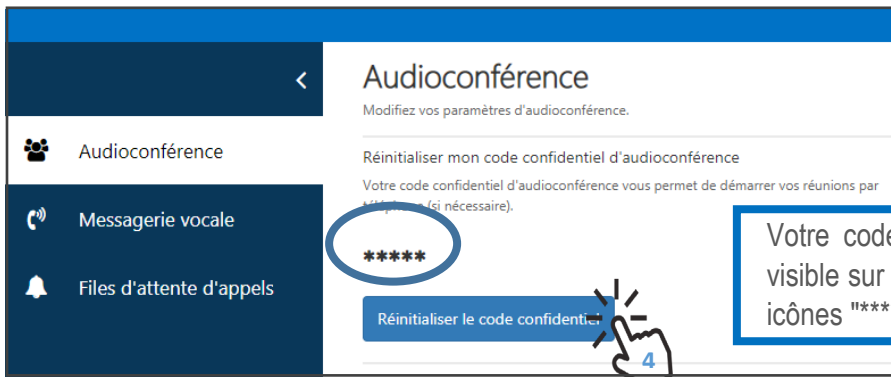 Audioconférence
Modifiez vos paramètres d'audioconférence.
Audioconférence
Messagerie vocale
Files d'attente d'appels
Réinitialiser mon code confidentiel d'audioconférence
Votre code confidentiel d'audioconférence vous permet de démarrer vos réunions par
téléphone (si nécessaire).
*****
Réinitialiser le code confidentiel
4
Votre code
visible sur
icônes "***